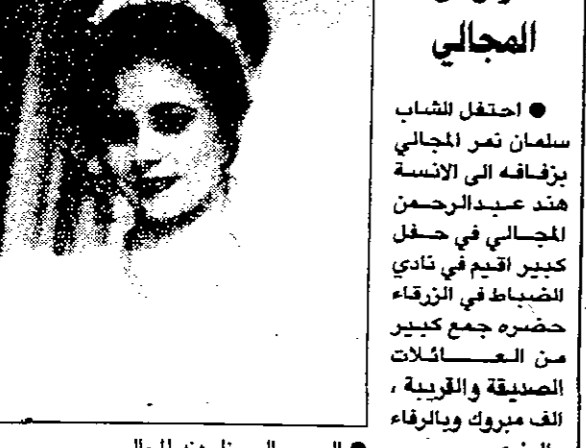 المجالي
● احتفل الشاب
سلمان نمر المجالي
بزفافه الى الانسة
هند عبدالرحمن
المجالي في حفل
كبير اقيم في نادي
الضباط في الزرقاء
حضره جمع كبير
من العائلات
الصديقة والقريبة ،
الف مبروك وبالرفاء